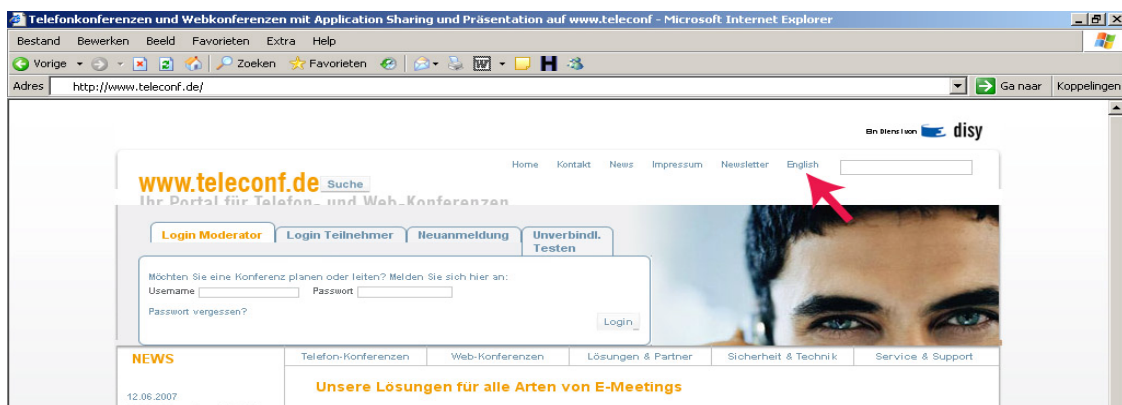 Telefonkonferenzen und Webkonferenzen mit Application Sharing und Präsentation auf www.teleconf - Microsoft Internet Explorer
Bestand Bewerken Beeld Favorieten Extra Help
Vorige Zoeken Favorieten
Adres http://www.teleconf.de/ Ga naar Koppelingen
Ein Dienst von disy
Home Kontakt News Impressum Newsletter English
www.teleconf.de Suche
Ihr Portal für Telefon- und Web-Konferenzen
Login Moderator Login Teilnehmer Neuanmeldung Unverbindl.
Testen
Möchten Sie eine Konferenz planen oder leiten? Melden Sie sich hier an:
Username Passwort
Passwort vergessen?
Login
NEWS Telefon-Konferenzen Web-Konferenzen Lösungen & Partner Sicherheit & Technik Service & Support
Unsere Lösungen für alle Arten von E-Meetings
12.06.2007